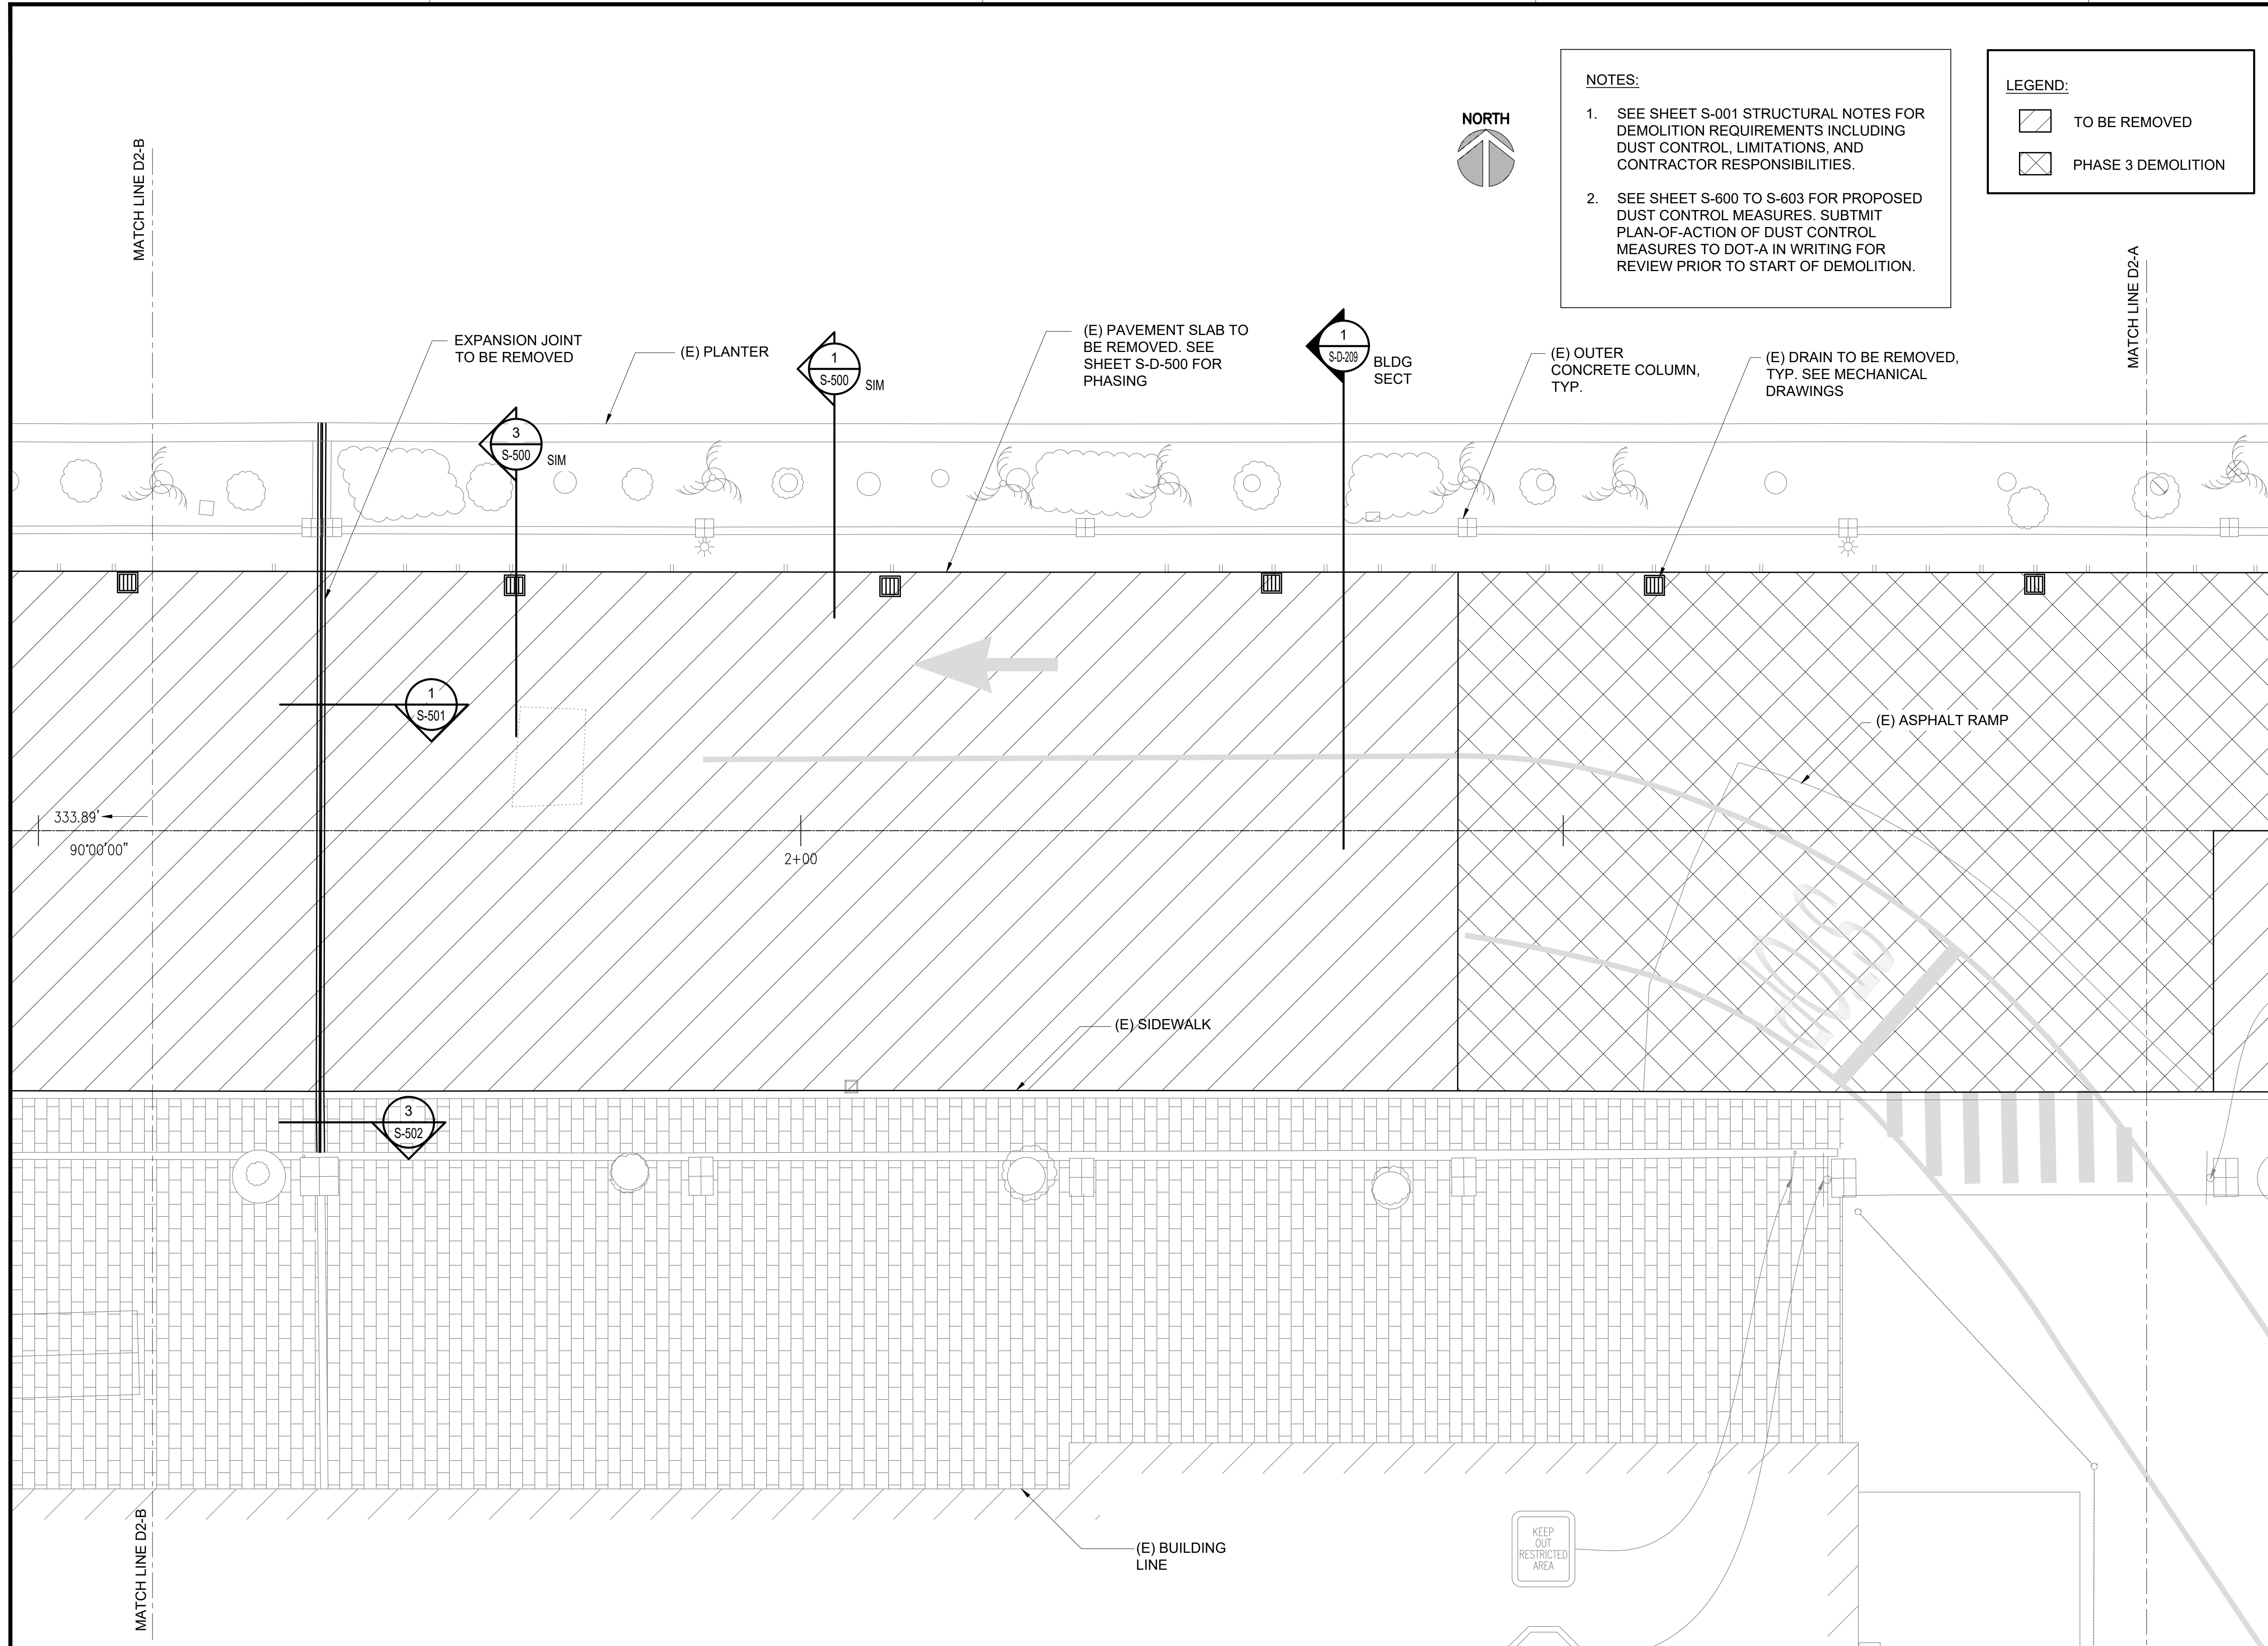 NOTES:
1. SEE SHEET S-001 STRUCTURAL NOTES FOR
DEMOLITION REQUIREMENTS INCLUDING
DUST CONTROL, LIMITATIONS, AND
CONTRACTOR RESPONSIBILITIES.
2. SEE SHEET S-600 TO S-603 FOR PROPOSED
DUST CONTROL MEASURES. SUBTMIT
PLAN-OF-ACTION OF DUST CONTROL
MEASURES TO DOT-A IN WRITING FOR
REVIEW PRIOR TO START OF DEMOLITION.
LEGEND:
TO BE REMOVED
PHASE 3 DEMOLITION
NORTH
MATCH LINE D2-B
MATCH LINE D2-A
EXPANSION JOINT
TO BE REMOVED
(E) PLANTER
1
S-500
SIM
(E) PAVEMENT SLAB TO
BE REMOVED. SEE
SHEET S-D-500 FOR
PHASING
1
S-D-209
BLDG
SECT
(E) OUTER
CONCRETE COLUMN,
TYP.
(E) DRAIN TO BE REMOVED,
TYP. SEE MECHANICAL
DRAWINGS
3
S-500
SIM
1
S-501
(E) ASPHALT RAMP
333.89'
90°00'00"
2+00
STOP
(E) SIDEWALK
3
S-502
(E) BUILDING
LINE
KEEP
OUT
RESTRICTED
AREA
MATCH LINE D2-B